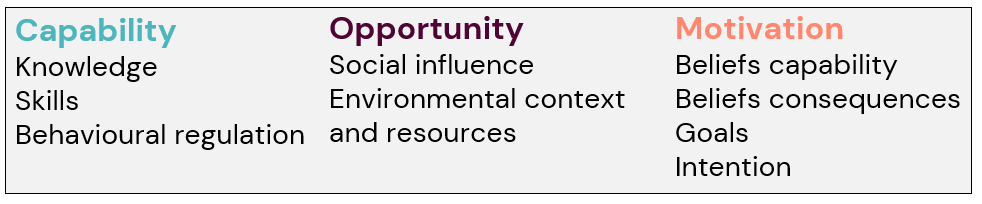 Capability
Knowledge
Skills
Behavioural regulation
Opportunity
Social influence
Environmental context
and resources
Motivation
Beliefs capability
Beliefs consequences
Goals
Intention